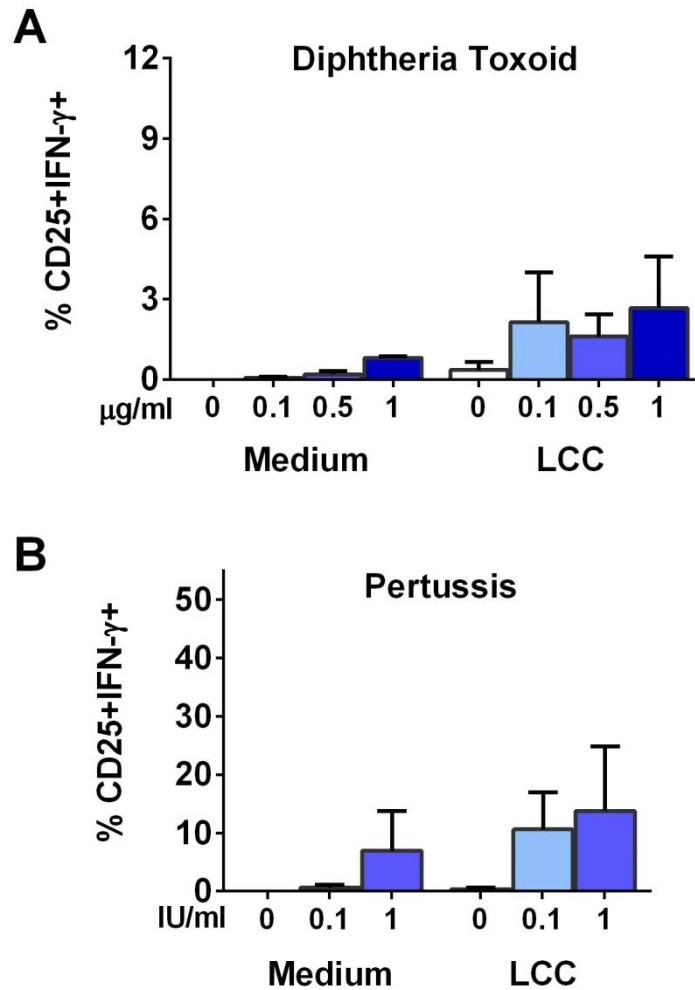 A
Diphtheria Toxoid
% CD25+IFN-γ+
12
9
6
3
0
µg/ml 0 0.1 0.5 1 0 0.1 0.5 1
Medium LCC
B
Pertussis
% CD25+IFN-γ+
50
40
30
20
10
0
IU/ml 0 0.1 1 0 0.1 1
Medium LCC